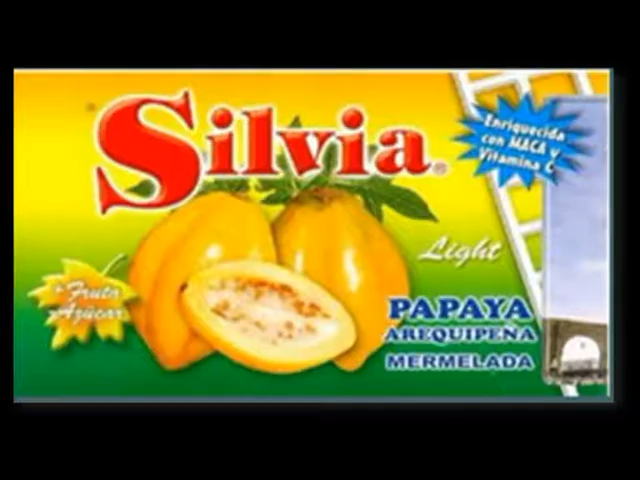 Silvia
Enriquecida
con MACA y
Vitamina C
Light
+ Fruta
Azúcar
PAPAYA
AREQUIPEÑA
MERMELADA